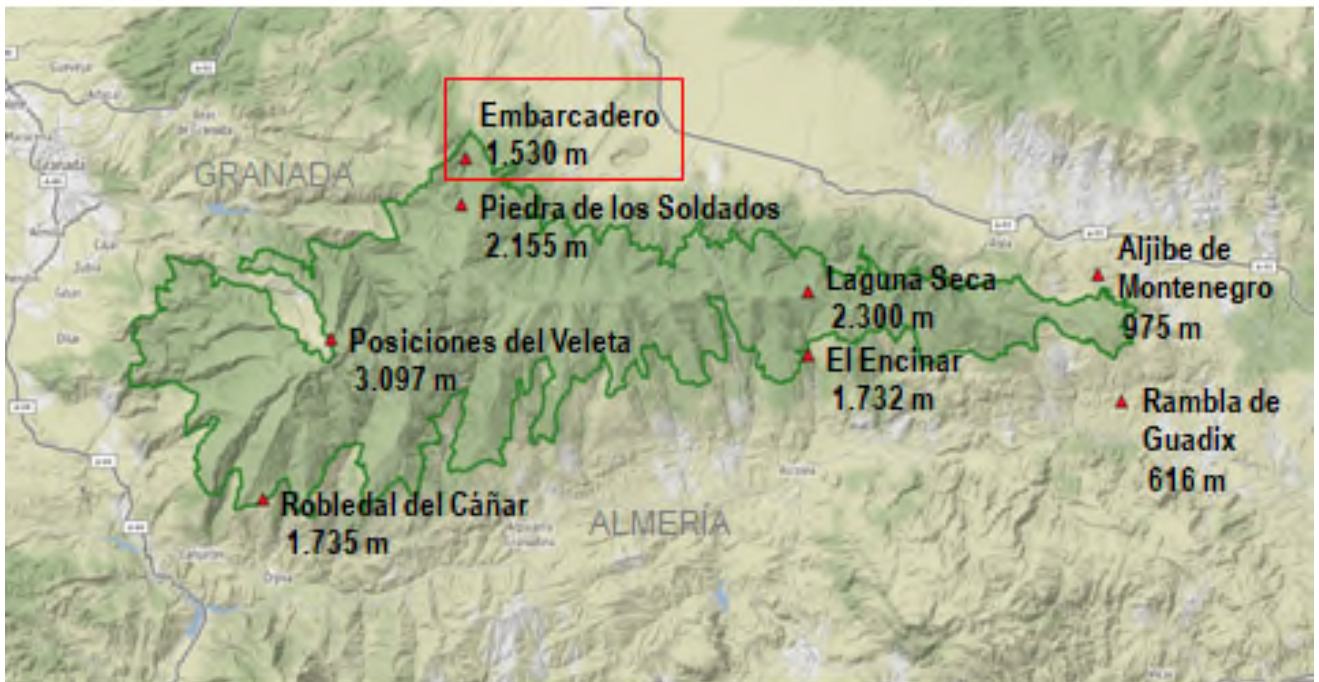 Embarcadero
1.530 m
GRANADA
Piedra de los Soldados
2.155 m
Aljibe de
Montenegro
975 m
Laguna Seca
2.300 m
Posiciones del Veleta
3.097 m
El Encinar
1.732 m
Rambla de
Guadix
616 m
Robledal del Cáñar
1.735 m
ALMERÍA
Granada